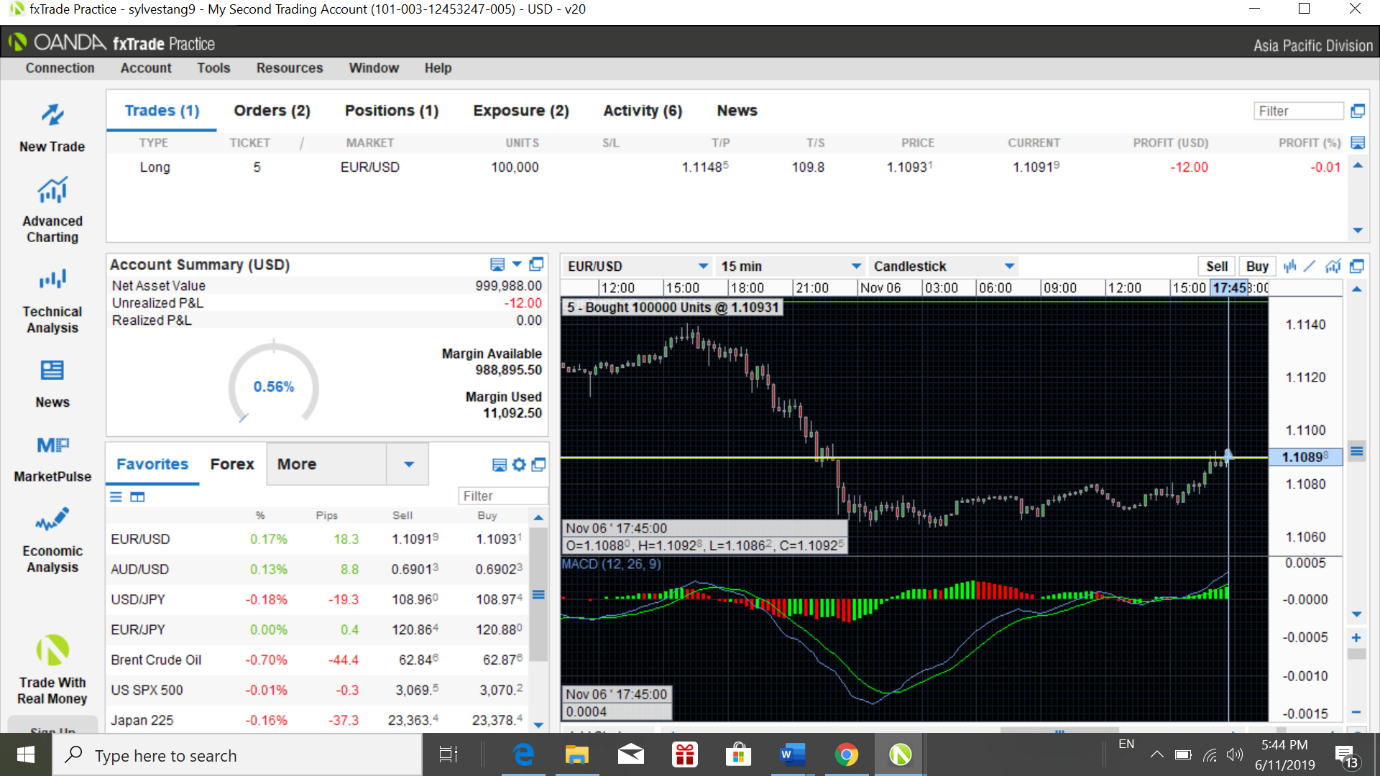 fxTrade Practice - sylvestang9 - My Second Trading Account (101-003-12453247-005) - USD - v20
OANDA fxTrade Practice
Asia Pacific Division
Connection Account Tools Resources Window Help
New Trade
Advanced
Charting
Technical
Analysis
News
MP
MarketPulse
Economic
Analysis
Trade With
Real Money
Trades (1) Orders (2) Positions (1) Exposure (2) Activity (6) News
Filter
TYPE TICKET / MARKET UNITS S/L T/P T/S PRICE CURRENT PROFIT (USD) PROFIT (%)
Long 5 EUR/USD 100,000 1.11485 109.8 1.10931 1.10919 -12.00 -0.01
Account Summary (USD)
Net Asset Value 999,988.00
Unrealized P&L -12.00
Realized P&L 0.00
0.56%
Margin Available
988,895.50
Margin Used
11,092.50
Favorites Forex More
Filter
% Pips Sell Buy
EUR/USD 0.17% 18.3 1.10919 1.10931
AUD/USD 0.13% 8.8 0.69013 0.69023
USD/JPY -0.18% -19.3 108.960 108.974
EUR/JPY 0.00% 0.4 120.864 120.880
Brent Crude Oil -0.70% -44.4 62.846 62.876
US SPX 500 -0.01% -0.3 3,069.5 3,070.2
Japan 225 -0.16% -37.3 23,363.4 23,378.4
EUR/USD 15 min Candlestick Sell Buy
12:00 15:00 18:00 21:00 Nov 06 03:00 06:00 09:00 12:00 15:00 17:45
5 - Bought 100000 Units @ 1.10931
1.1140
1.1120
1.1100
1.10898
1.1080
1.1060
Nov 06 ' 17:45:00
O=1.10880, H=1.10928, L=1.10862, C=1.10925
MACD (12, 26, 9)
0.0005
-0.0000
-0.0005
-0.0010
-0.0015
Nov 06 ' 17:45:00
0.0004
Type here to search
EN
5:44 PM
6/11/2019
13